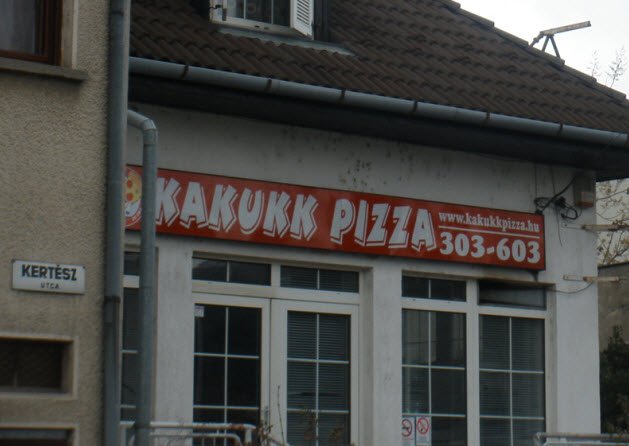 KAKUKK PIZZA
www.kakukkpizza.hu
303-603
KERTÉSZ
UTCA